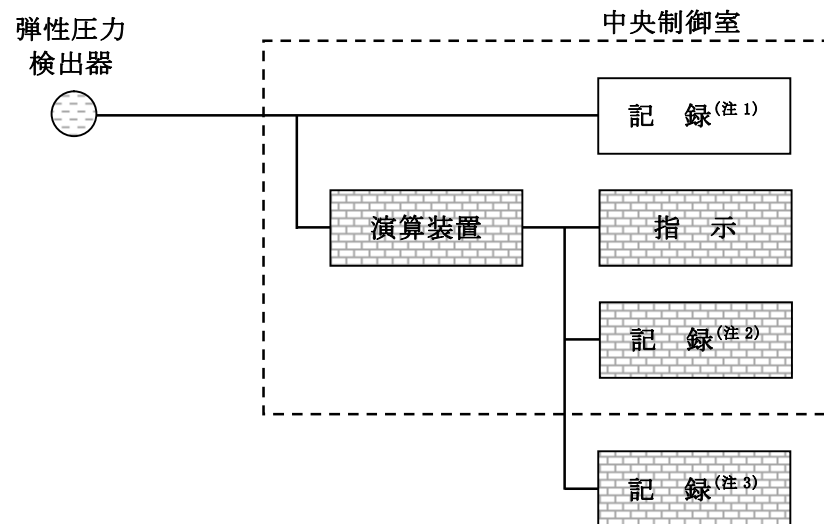 中央制御室
弾性圧力
検出器
記　録(注1)
演算装置
指　示
記　録(注2)
記　録(注3)